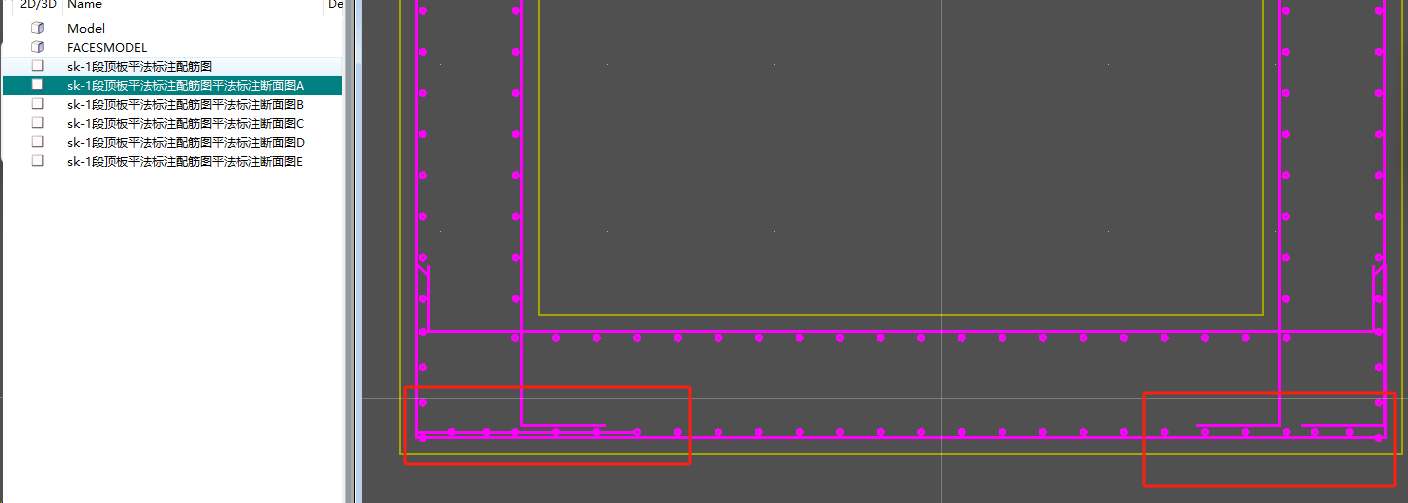 2D/3D Name De
Model
FACESMODEL
sk-1段顶板平法标注配筋图
sk-1段顶板平法标注配筋图平法标注断面图A
sk-1段顶板平法标注配筋图平法标注断面图B
sk-1段顶板平法标注配筋图平法标注断面图C
sk-1段顶板平法标注配筋图平法标注断面图D
sk-1段顶板平法标注配筋图平法标注断面图E